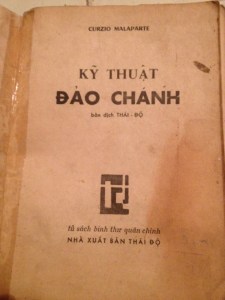 CURZIO MALAPARTE
KỸ THUẬT
ĐẢO CHÁNH
bản dịch THÁI - ĐỘ
tủ sách binh thư quân chính
NHÀ XUẤT BẢN THÁI ĐỘ